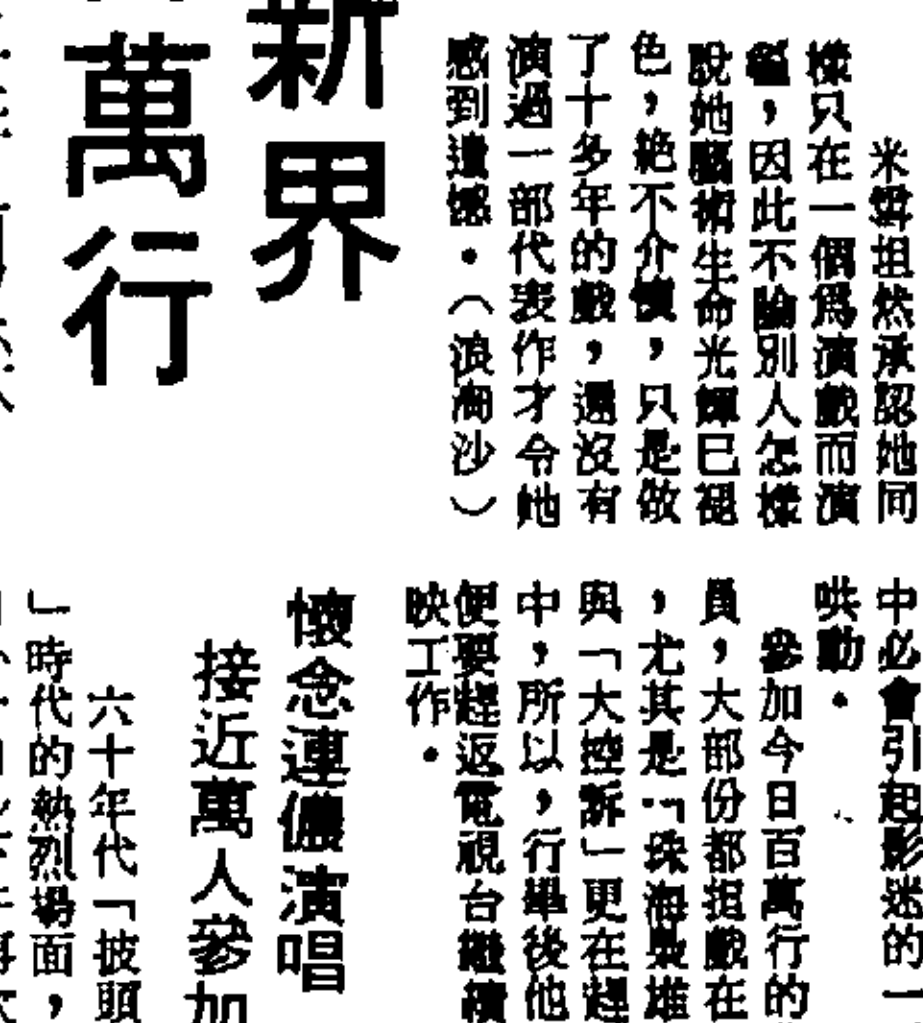 米雪坦然承認她同
樣只在一個爲演戲而演
戲，因此不論別人怎樣
說她藝術生命光輝已褪
色，絶不介懷，只是做
了十多年的戲，還沒有
演過一部代表作才令她
感到遺憾．（浪淘沙）
新界
萬行
中必會引起影迷的一
哄動．
參加今日百萬行的
員，大部份都担戲在
，尤其是「珠海梟雄
與「大控訴」更在趕
中，所以，行畢後他
便要趕返電視台繼續
映工作．
懷念連儂演唱
接近萬人參加
六十年代「披頭
」時代的熱烈場面，